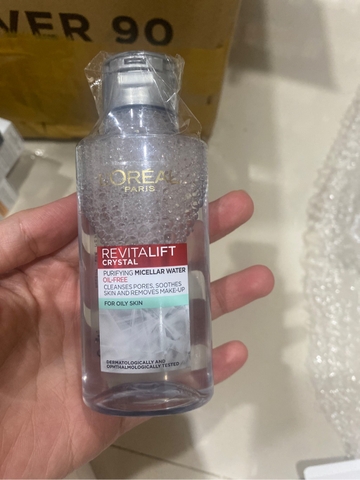 VER 90
L'ORÉAL
PARIS
REVITALIFT
CRYSTAL
PURIFYING MICELLAR WATER
OIL-FREE
CLEANSES PORES, SOOTHES
SKIN AND REMOVES MAKE-UP
FOR OILY SKIN
DERMATOLOGICALLY AND
OPHTHALMOLOGICALLY TESTED